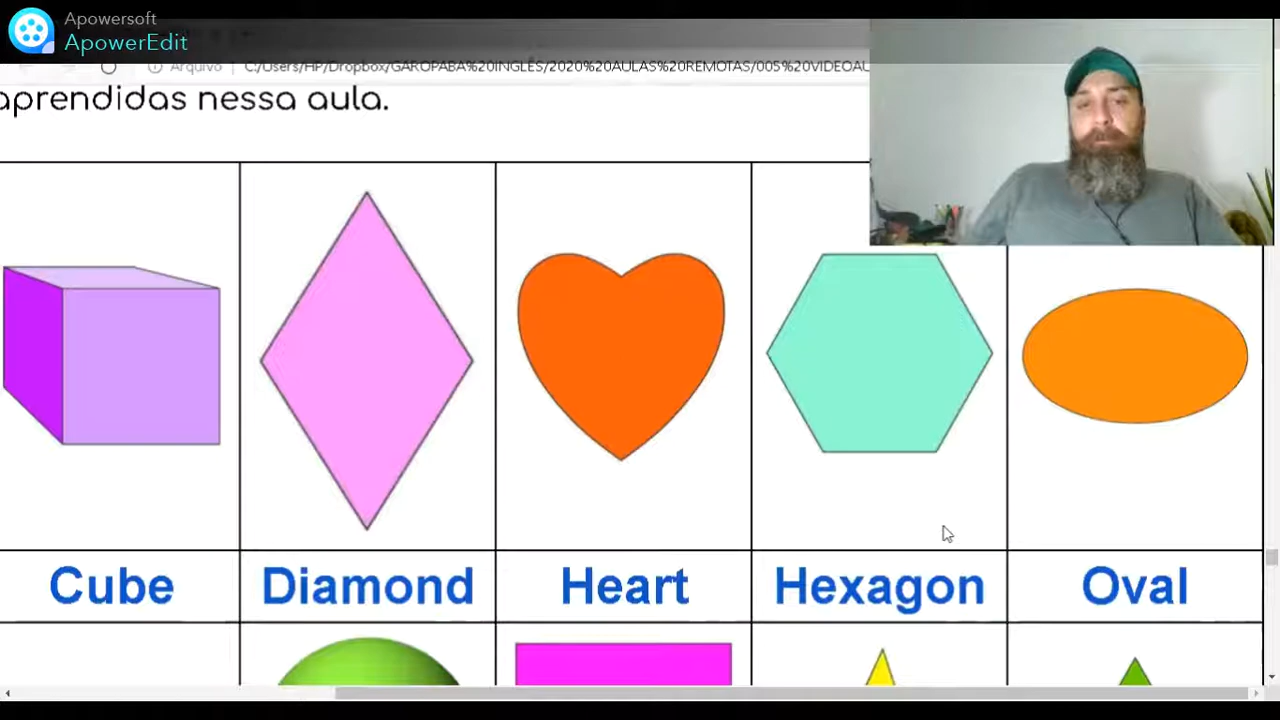 Apowersoft
ApowerEdit
Arquivo | C:/Users/HP/Dropbox/GAROPABA%20INGLÊS/2020%20AULAS%20REMOTAS/005%20VIDEOAU
aprendidas nessa aula.
Cube Diamond Heart Hexagon Oval